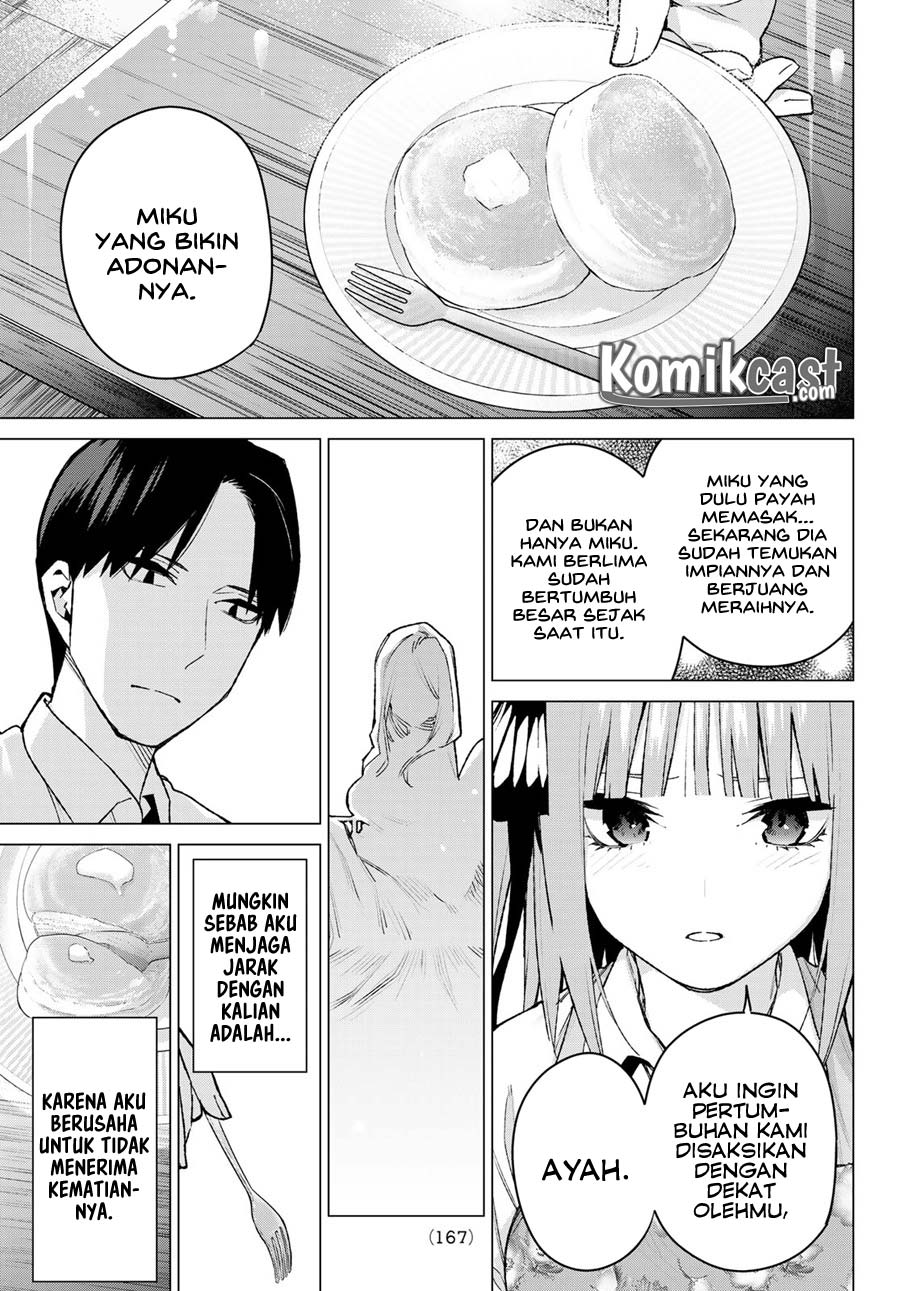 MIKU
YANG BIKIN
ADONAN-
NYA.
Komikcast
.com
MIKU YANG
DULU PAYAH
MEMASAK...
SEKARANG DIA
SUDAH TEMUKAN
IMPIANNYA DAN
BERJUANG
MERAIHNYA.
DAN BUKAN
HANYA MIKU.
KAMI BERLIMA
SUDAH
BERTUMBUH
BESAR SEJAK
SAAT ITU.
AKU INGIN
PERTUM-
BUHAN KAMI
DISAKSIKAN
DENGAN
DEKAT
OLEHMU,
AYAH.
MUNGKIN
SEBAB AKU
MENJAGA
JARAK
DENGAN
KALIAN
ADALAH...
KARENA AKU
BERUSAHA
UNTUK TIDAK
MENERIMA
KEMATIAN-
NYA.
(167)